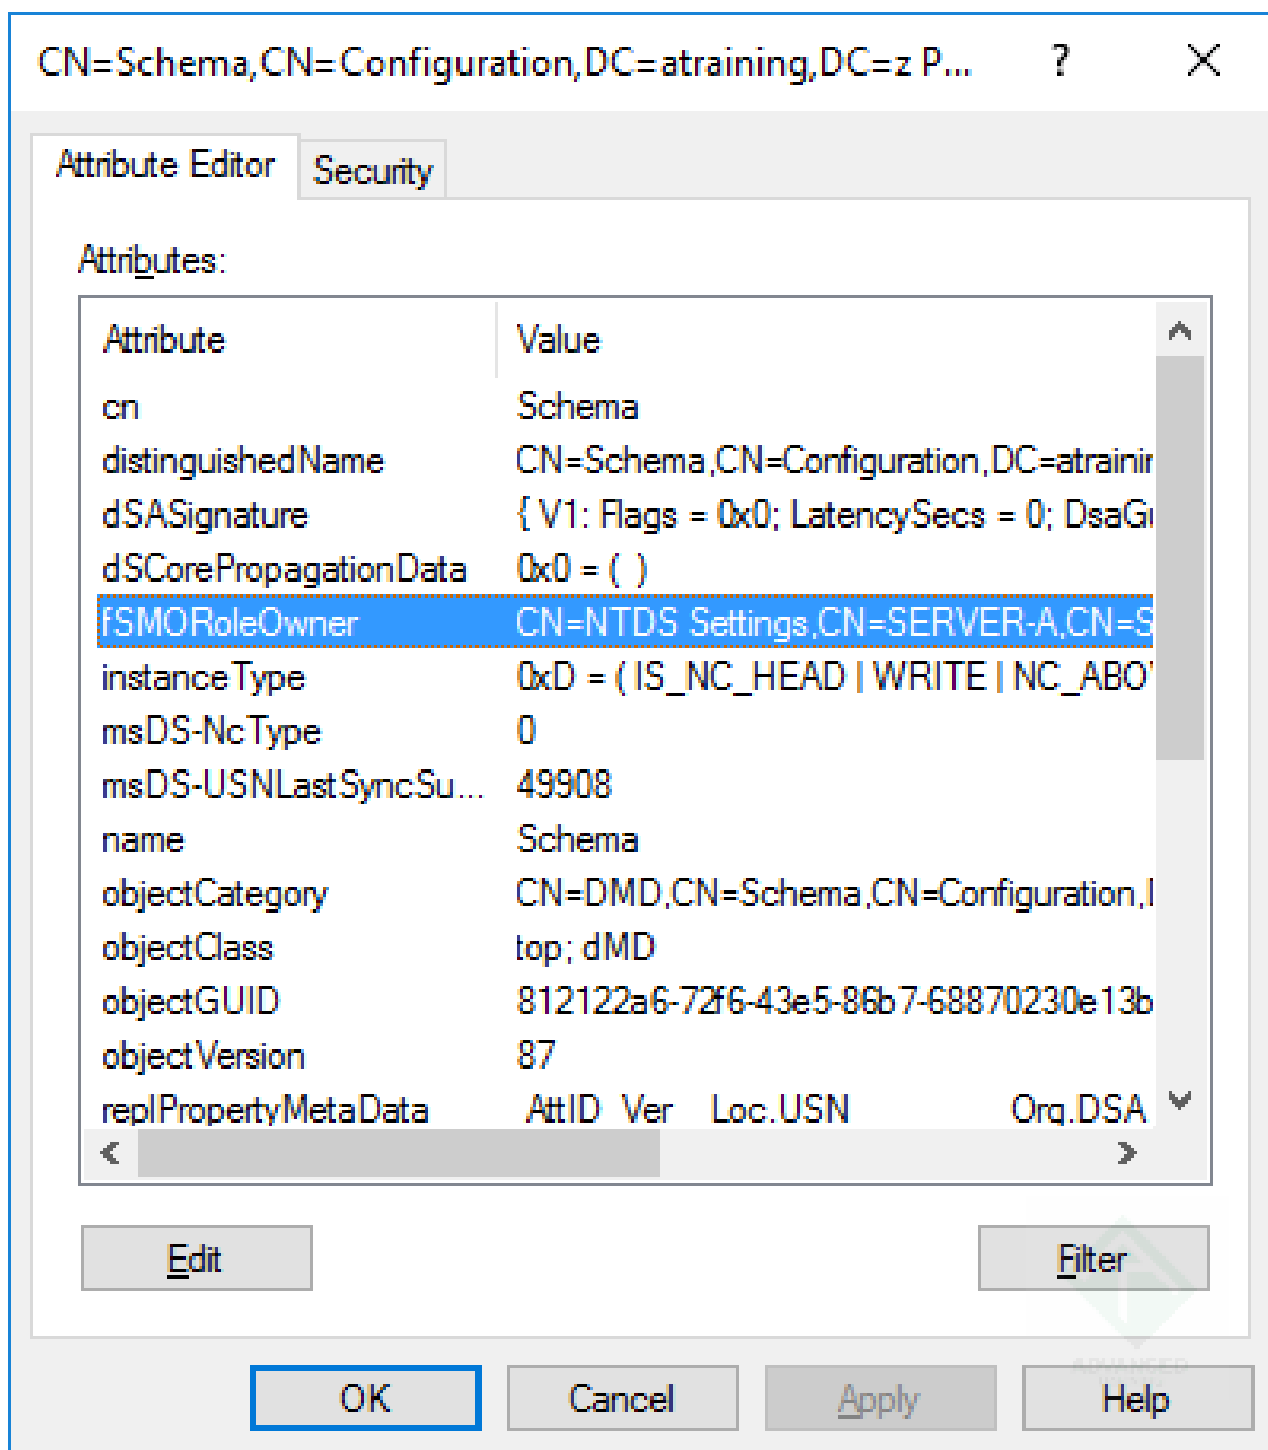 CN=Schema,CN=Configuration,DC=atraining,DC=z P... ?
Attribute Editor Security
Attributes:
Attribute Value
cn Schema
distinguishedName CN=Schema,CN=Configuration,DC=atrainin
dSASignature { V1: Flags = 0x0; LatencySecs = 0; DsaGu
dSCorePropagationData 0x0 = ( )
fSMORoleOwner CN=NTDS Settings,CN=SERVER-A,CN=S
instanceType 0xD = ( IS_NC_HEAD | WRITE | NC_ABOV
msDS-NcType 0
msDS-USNLastSyncSu... 49908
name Schema
objectCategory CN=DMD,CN=Schema,CN=Configuration,D
objectClass top; dMD
objectGUID 812122a6-72f6-43e5-86b7-68870230e13b
objectVersion 87
replPropertyMetaData AttID Ver Loc.USN Org.DSA
Edit Filter
ADVANCED
OK Cancel Apply Help